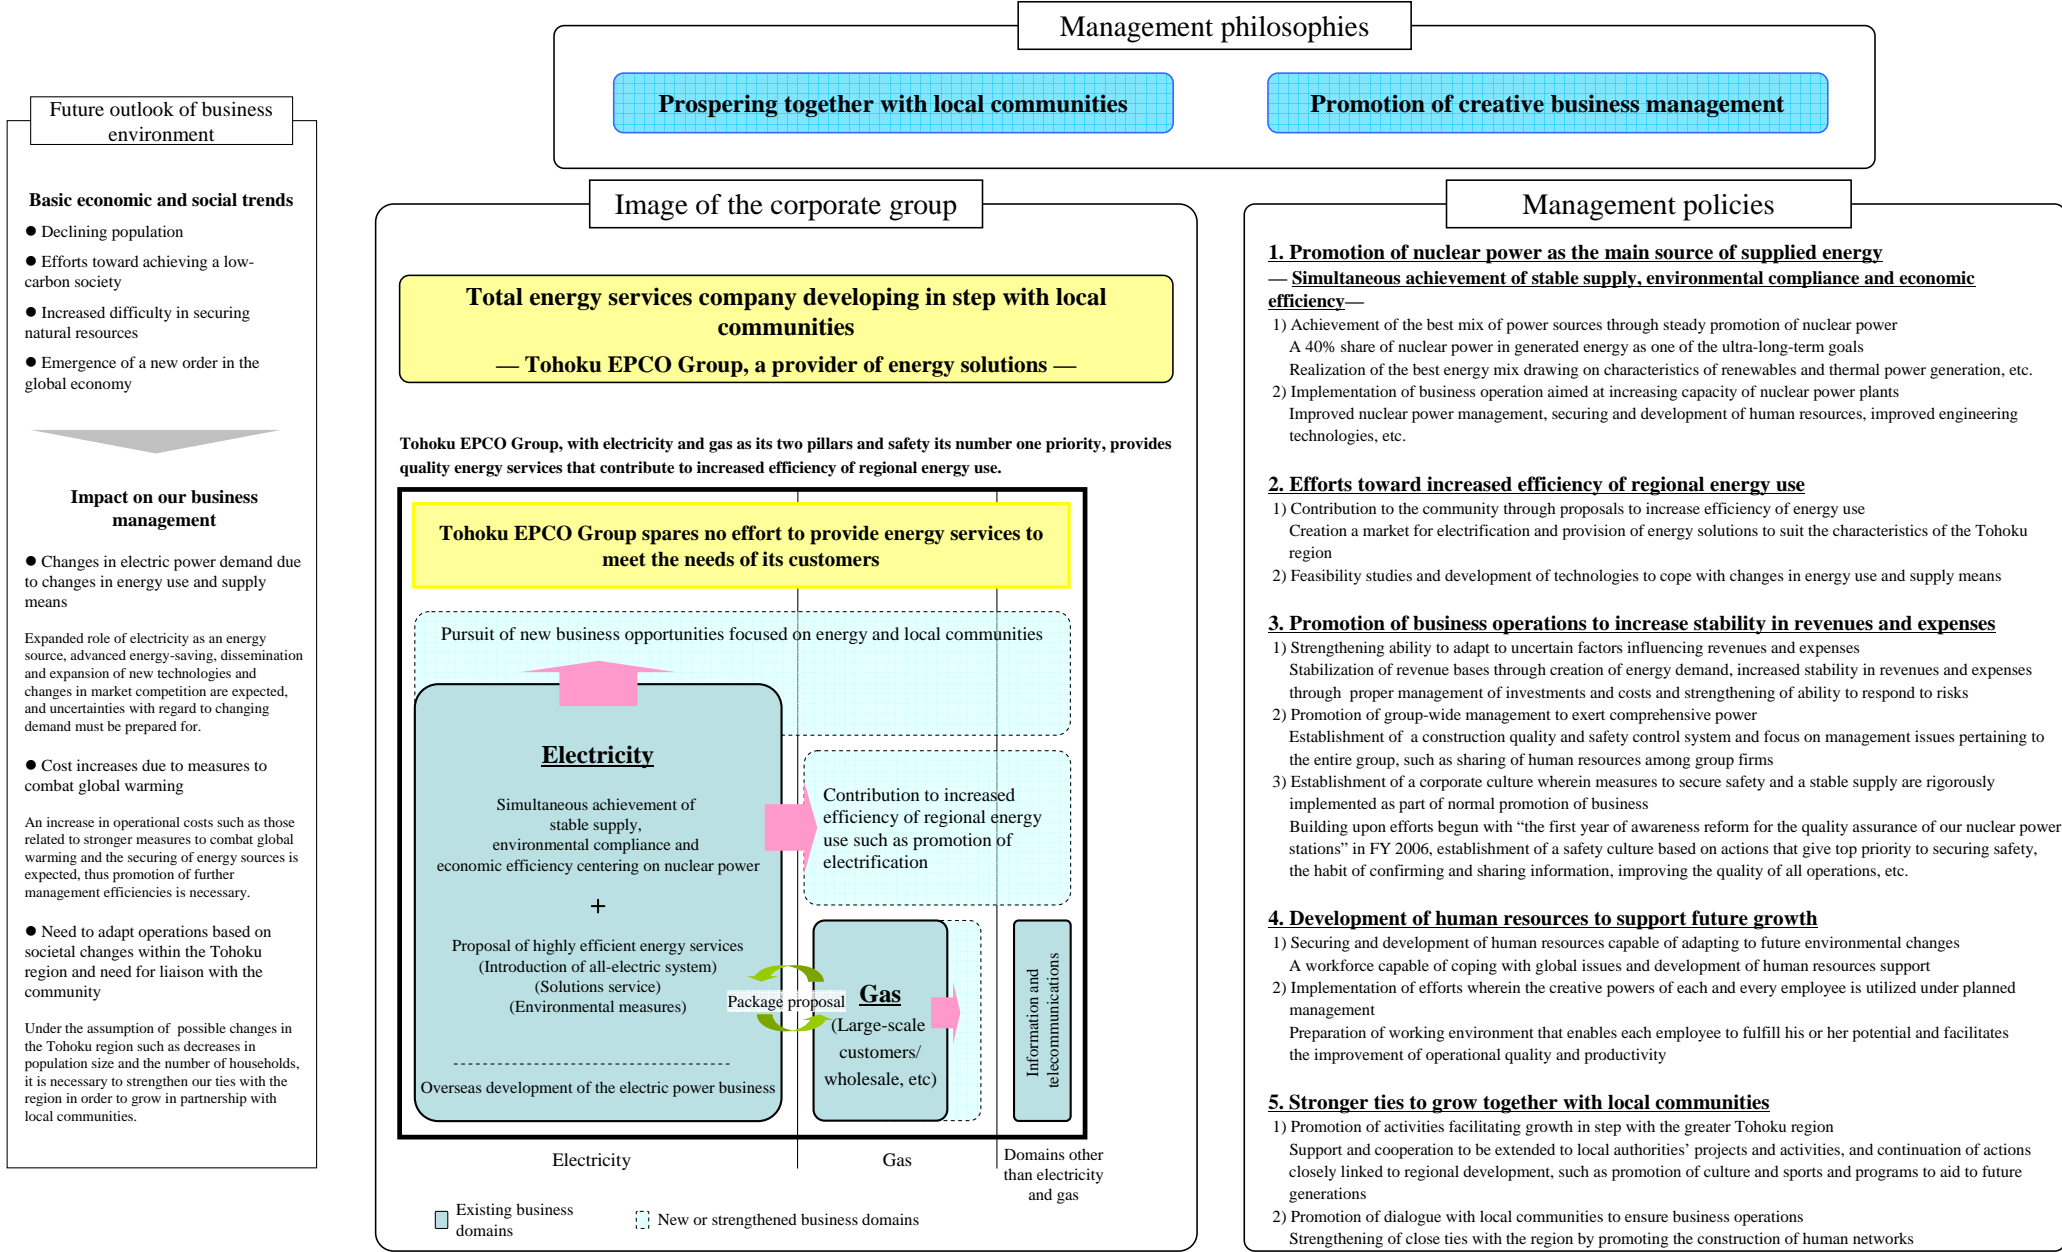 Management philosophies
Prospering together with local communities
Promotion of creative business management
Future outlook of business
environment
Basic economic and social trends
● Declining population
● Efforts toward achieving a low-
carbon society
● Increased difficulty in securing
natural resources
● Emergence of a new order in the
global economy
Impact on our business
management
● Changes in electric power demand due
to changes in energy use and supply
means
Expanded role of electricity as an energy
source, advanced energy-saving, dissemination
and expansion of new technologies and
changes in market competition are expected,
and uncertainties with regard to changing
demand must be prepared for.
● Cost increases due to measures to
combat global warming
An increase in operational costs such as those
related to stronger measures to combat global
warming and the securing of energy sources is
expected, thus promotion of further
management efficiencies is necessary.
● Need to adapt operations based on
societal changes within the Tohoku
region and need for liaison with the
community
Under the assumption of possible changes in
the Tohoku region such as decreases in
population size and the number of households,
it is necessary to strengthen our ties with the
region in order to grow in partnership with
local communities.
Image of the corporate group
Total energy services company developing in step with local
communities
— Tohoku EPCO Group, a provider of energy solutions —
Tohoku EPCO Group, with electricity and gas as its two pillars and safety its number one priority, provides
quality energy services that contribute to increased efficiency of regional energy use.
Tohoku EPCO Group spares no effort to provide energy services to
meet the needs of its customers
Pursuit of new business opportunities focused on energy and local communities
Electricity
Simultaneous achievement of
stable supply,
environmental compliance and
economic efficiency centering on nuclear power
+
Proposal of highly efficient energy services
(Introduction of all-electric system)
(Solutions service)
(Environmental measures)
Overseas development of the electric power business
Contribution to increased
efficiency of regional energy
use such as promotion of
electrification
Package proposal
Gas
(Large-scale
customers/
wholesale, etc)
Information and
telecommunications
Electricity
Gas
Domains other
than electricity
and gas
Existing business
domains
New or strengthened business domains
Management policies
1. Promotion of nuclear power as the main source of supplied energy
— Simultaneous achievement of stable supply, environmental compliance and economic
efficiency—
1) Achievement of the best mix of power sources through steady promotion of nuclear power
A 40% share of nuclear power in generated energy as one of the ultra-long-term goals
Realization of the best energy mix drawing on characteristics of renewables and thermal power generation, etc.
2) Implementation of business operation aimed at increasing capacity of nuclear power plants
Improved nuclear power management, securing and development of human resources, improved engineering
technologies, etc.
2. Efforts toward increased efficiency of regional energy use
1) Contribution to the community through proposals to increase efficiency of energy use
Creation a market for electrification and provision of energy solutions to suit the characteristics of the Tohoku
region
2) Feasibility studies and development of technologies to cope with changes in energy use and supply means
3. Promotion of business operations to increase stability in revenues and expenses
1) Strengthening ability to adapt to uncertain factors influencing revenues and expenses
Stabilization of revenue bases through creation of energy demand, increased stability in revenues and expenses
through proper management of investments and costs and strengthening of ability to respond to risks
2) Promotion of group-wide management to exert comprehensive power
Establishment of a construction quality and safety control system and focus on management issues pertaining to
the entire group, such as sharing of human resources among group firms
3) Establishment of a corporate culture wherein measures to secure safety and a stable supply are rigorously
implemented as part of normal promotion of business
Building upon efforts begun with “the first year of awareness reform for the quality assurance of our nuclear power
stations” in FY 2006, establishment of a safety culture based on actions that give top priority to securing safety,
the habit of confirming and sharing information, improving the quality of all operations, etc.
4. Development of human resources to support future growth
1) Securing and development of human resources capable of adapting to future environmental changes
A workforce capable of coping with global issues and development of human resources support
2) Implementation of efforts wherein the creative powers of each and every employee is utilized under planned
management
Preparation of working environment that enables each employee to fulfill his or her potential and facilitates
the improvement of operational quality and productivity
5. Stronger ties to grow together with local communities
1) Promotion of activities facilitating growth in step with the greater Tohoku region
Support and cooperation to be extended to local authorities’ projects and activities, and continuation of actions
closely linked to regional development, such as promotion of culture and sports and programs to aid to future
generations
2) Promotion of dialogue with local communities to ensure business operations
Strengthening of close ties with the region by promoting the construction of human networks